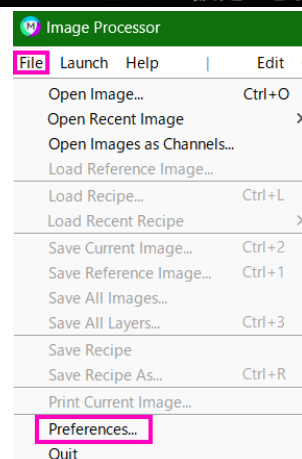 Image Processor
File Launch Help | Edit
Open Image... Ctrl+O
Open Recent Image >
Open Images as Channels...
Load Reference Image...
Load Recipe... Ctrl+L
Load Recent Recipe >
Save Current Image... Ctrl+2
Save Reference Image... Ctrl+1
Save All Images...
Save All Layers... Ctrl+3
Save Recipe
Save Recipe As... Ctrl+R
Print Current Image...
Preferences...
Quit